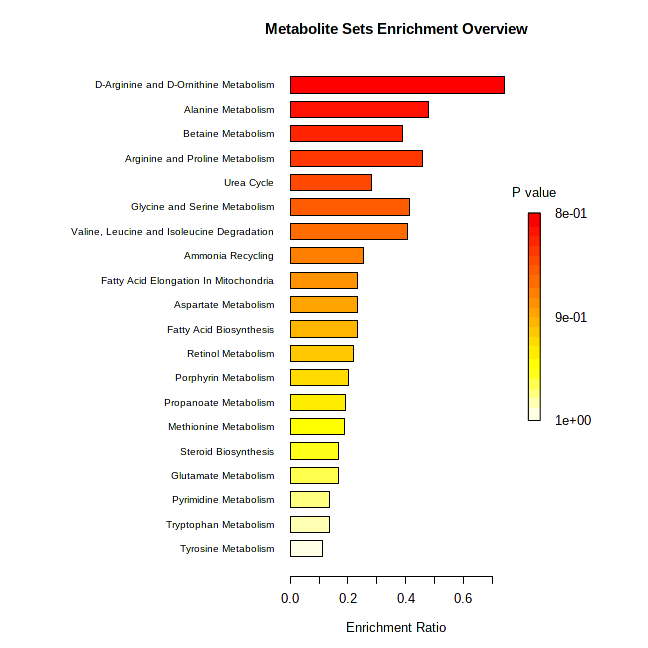 Metabolite Sets Enrichment Overview
D-Arginine and D-Ornithine Metabolism
Alanine Metabolism
Betaine Metabolism
Arginine and Proline Metabolism
Urea Cycle
Glycine and Serine Metabolism
Valine, Leucine and Isoleucine Degradation
Ammonia Recycling
Fatty Acid Elongation In Mitochondria
Aspartate Metabolism
Fatty Acid Biosynthesis
Retinol Metabolism
Porphyrin Metabolism
Propanoate Metabolism
Methionine Metabolism
Steroid Biosynthesis
Glutamate Metabolism
Pyrimidine Metabolism
Tryptophan Metabolism
Tyrosine Metabolism
0.0 0.2 0.4 0.6
Enrichment Ratio
P value
8e-01
9e-01
1e+00